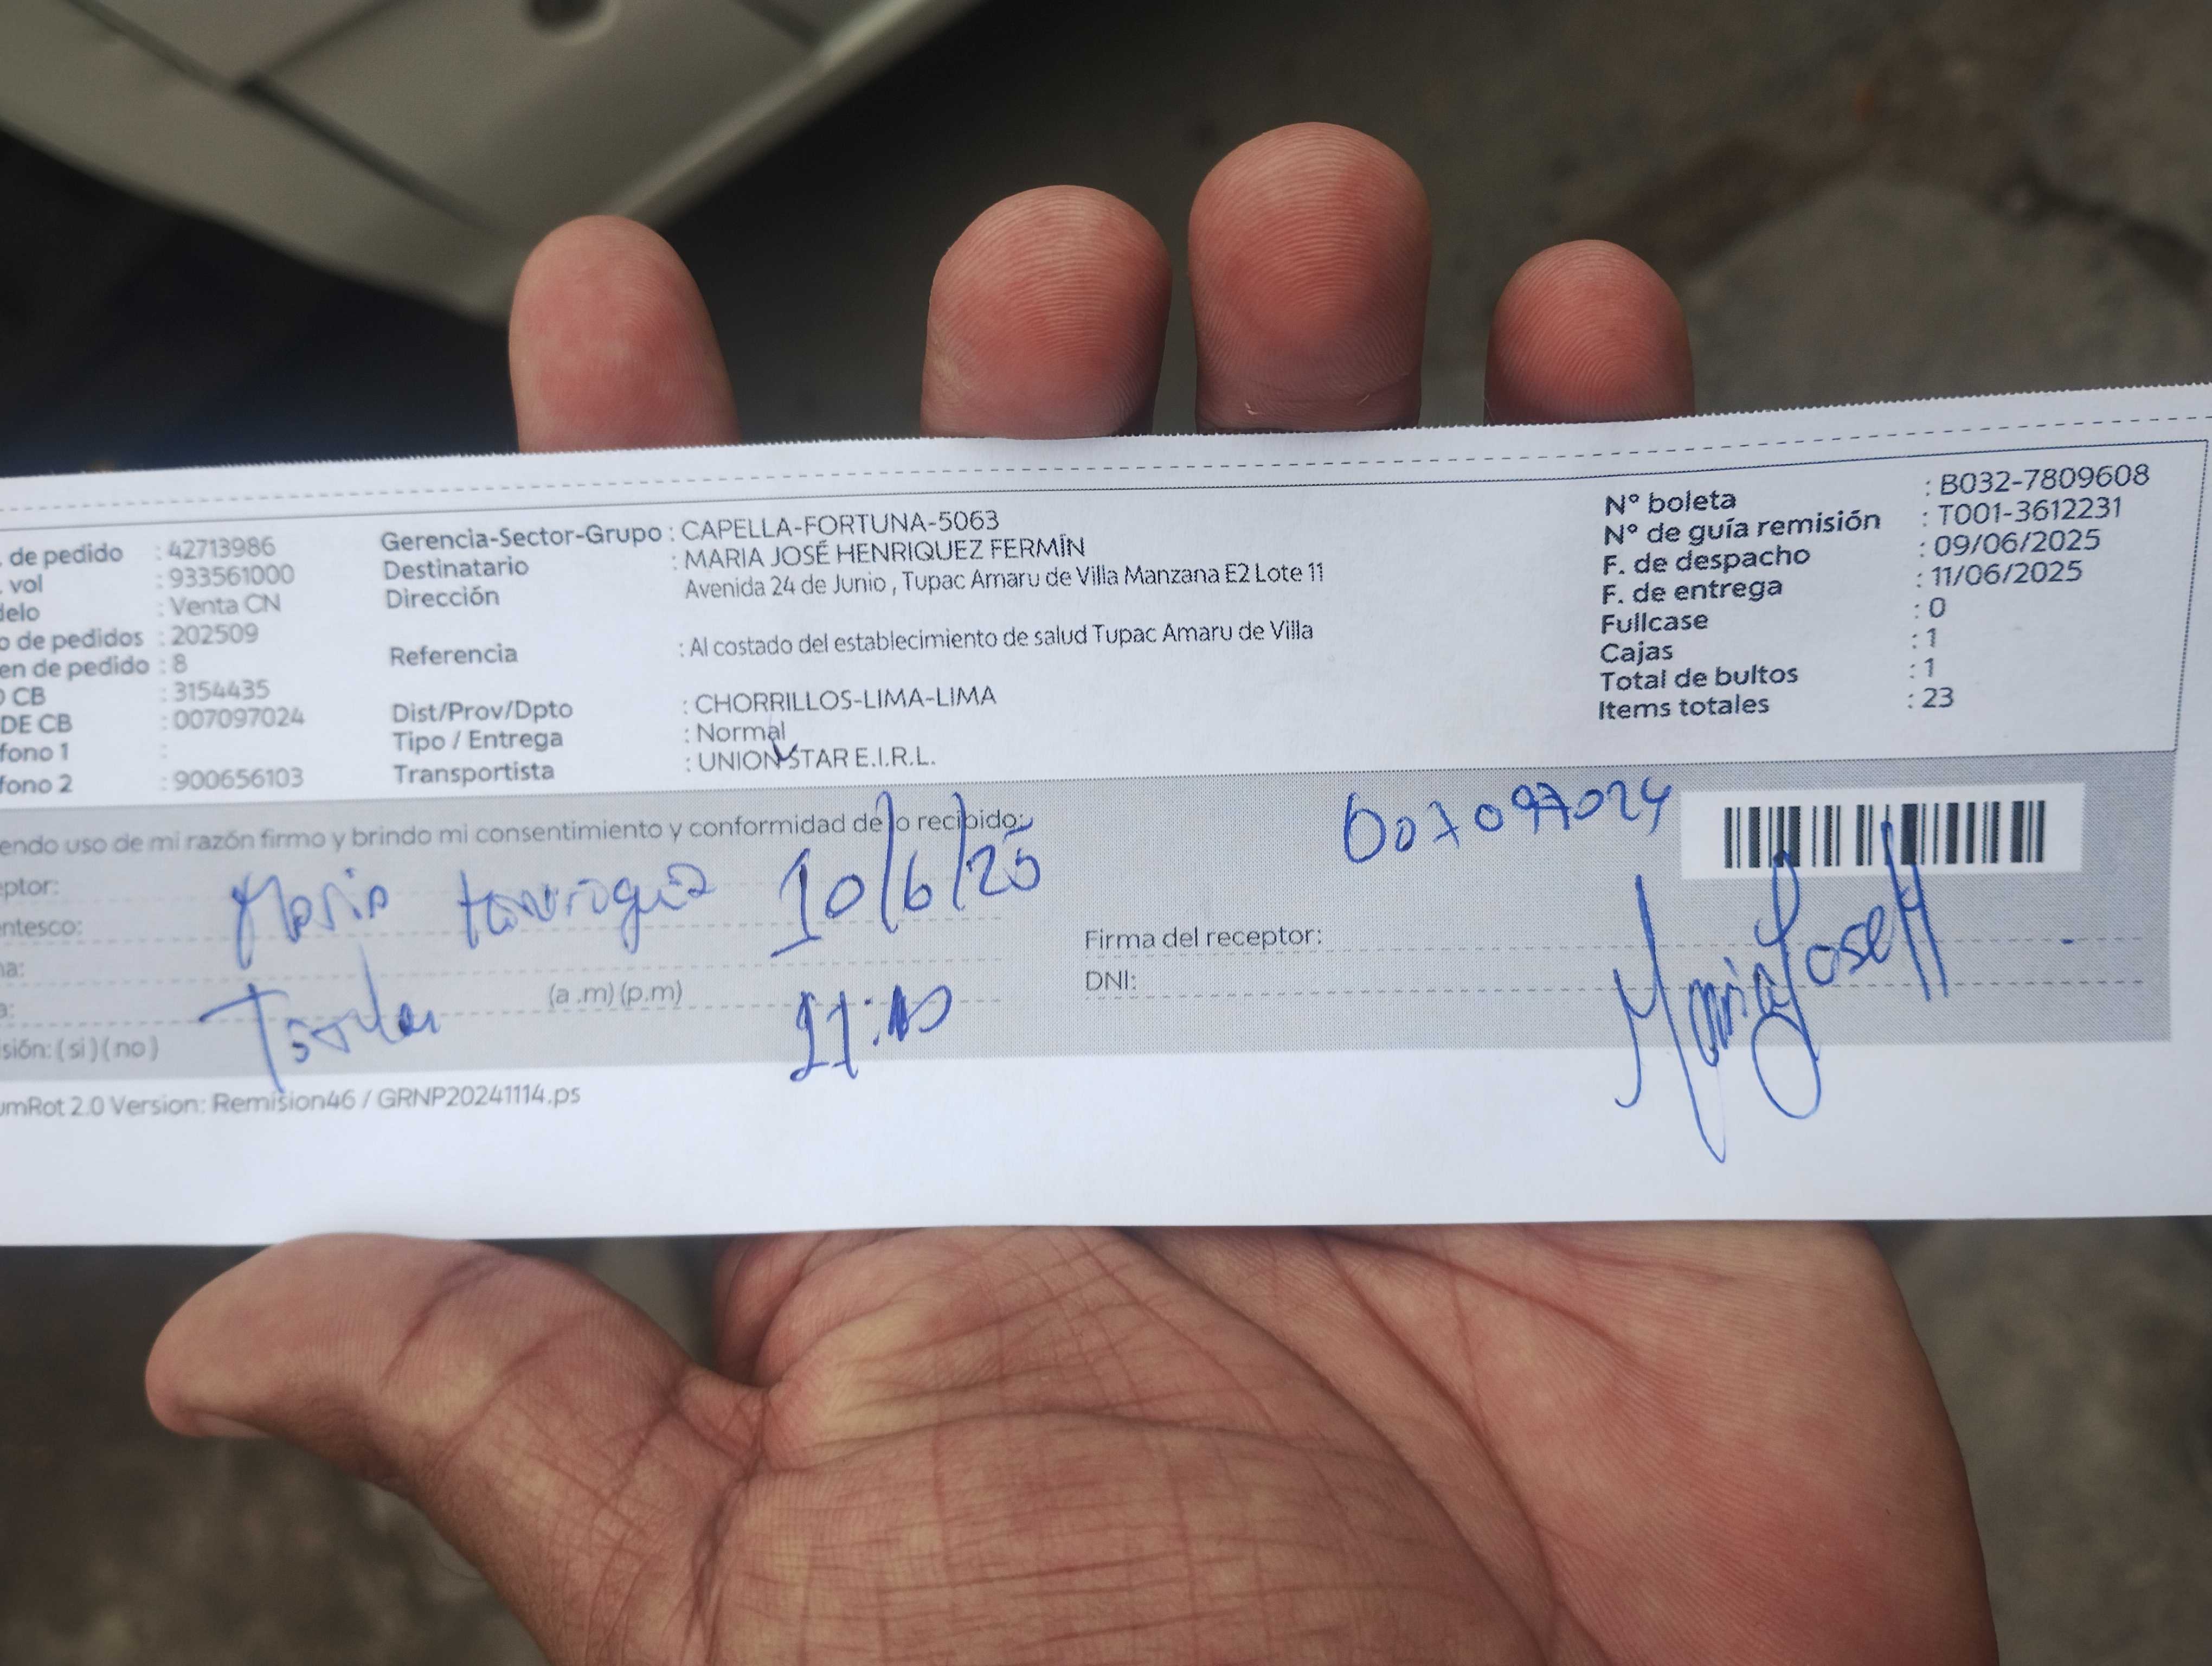 de pedido : 42713986
vol : 933561000
delo : Venta CN
o de pedidos : 202509
en de pedido : 8
O CB : 3154435
DE CB : 007097024
fono 1 :
fono 2 : 900656103
Gerencia-Sector-Grupo : CAPELLA-FORTUNA-5063
Destinatario : MARIA JOSÉ HENRIQUEZ FERMÍN
Dirección Avenida 24 de Junio , Tupac Amaru de Villa Manzana E2 Lote 11
Referencia : Al costado del establecimiento de salud Tupac Amaru de Villa
Dist/Prov/Dpto : CHORRILLOS-LIMA-LIMA
Tipo / Entrega : Normal
Transportista : UNION STAR E.I.R.L.
N° boleta : B032-7809608
N° de guía remisión : T001-3612231
F. de despacho : 09/06/2025
F. de entrega : 11/06/2025
Fullcase : 0
Cajas : 1
Total de bultos : 1
Items totales : 23
endo uso de mi razón firmo y brindo mi consentimiento y conformidad de lo recibido:
007097024
eptor:
10/6/25
entesco:
na:
(a .m) (p.m)
a:
sión: ( si ) ( no )
Firma del receptor:
DNI:
umRot 2.0 Version: Remision46 / GRNP20241114.ps